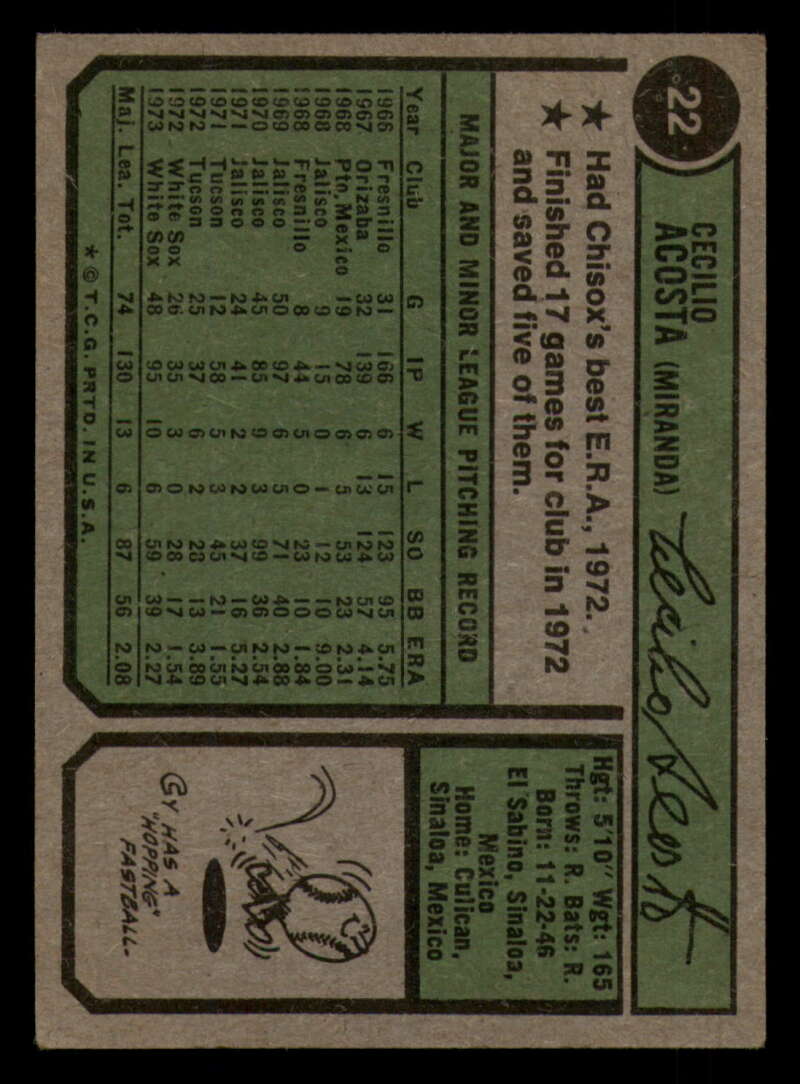 22
CECILIO
ACOSTA (MIRANDA)
★ Had Chisox's best E.R.A., 1972.
★ Finished 17 games for club in 1972
and saved five of them.
MAJOR AND MINOR LEAGUE PITCHING RECORD
Year Club G IP W L SO BB ERA
1966 Fresnillo 31 166 6 15 123 95 5.75
1967 Orizaba 32 139 6 13 124 57 4.14
1968 Pto. Mexico 19 78 6 5 53 23 2.31
1968 Jalisco 9 15 0 1 12 10 9.00
1968 Fresnillo 8 44 5 0 23 10 1.84
1969 Jalisco 50 97 6 5 71 40 2.88
1970 Jalisco 45 85 9 3 99 36 2.54
1971 Jalisco 24 41 2 2 37 16 5.27
1971 Tucson 12 58 5 3 45 21 1.55
1972 Tucson 25 37 6 2 23 13 3.89
1972 White Sox 26 35 3 0 28 17 1.54
1973 White Sox 48 95 10 6 59 39 2.27
Maj. Lea. Tot. 74 130 13 6 87 56 2.08
* © T.C.G. PRTD. IN U.S.A.
Hgt: 5'10" Wgt: 165
Throws: R. Bats: R.
Born: 11-22-46
El Sabino, Sinaloa,
Mexico
Home: Culican,
Sinaloa, Mexico
CY HAS A
"HOPPING"
FASTBALL-